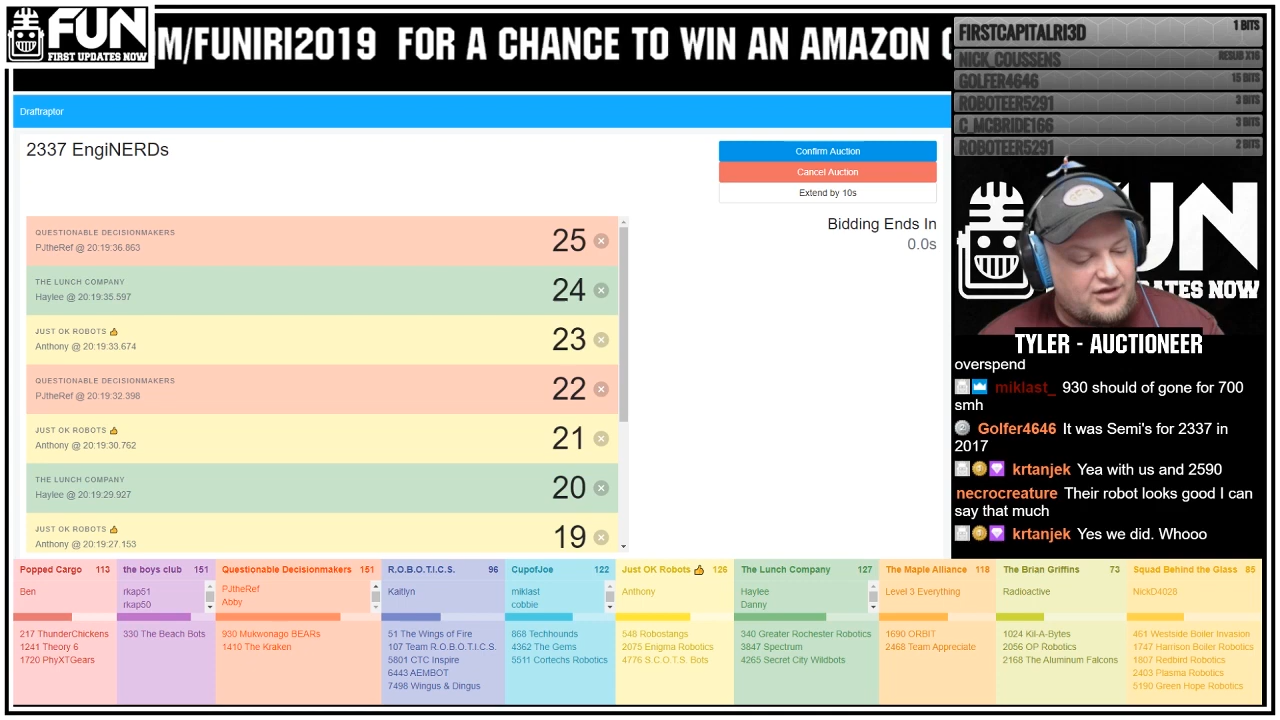 FUN
FIRST UPDATES NOW
M/FUNIRI2019 FOR A CHANCE TO WIN AN AMAZON
FIRSTCAPITALRI3D 1 BITS
NICK_COUSSENS RESUB X16
GOLFER4646 15 BITS
ROBOTEER5291 3 BITS
C_MCBRIDE166 3 BITS
ROBOTEER5291 2 BITS
Draftraptor
2337 EngiNERDs
Confirm Auction
Cancel Auction
Extend by 10s
Bidding Ends In
0.0s
QUESTIONABLE DECISIONMAKERS
PJtheRef @ 20:19:36.863
25
THE LUNCH COMPANY
Haylee @ 20:19:35.597
24
JUST OK ROBOTS 👍
Anthony @ 20:19:33.674
23
QUESTIONABLE DECISIONMAKERS
PJtheRef @ 20:19:32.398
22
JUST OK ROBOTS 👍
Anthony @ 20:19:30.762
21
THE LUNCH COMPANY
Haylee @ 20:19:29.927
20
JUST OK ROBOTS 👍
Anthony @ 20:19:27.153
19
UN
ATES NOW
TYLER - AUCTIONEER
overspend
miklast_ 930 should of gone for 700
smh
Golfer4646 It was Semi's for 2337 in
2017
krtanjek Yea with us and 2590
necrocreature Their robot looks good I can
say that much
krtanjek Yes we did. Whooo
Popped Cargo 113
Ben
217 ThunderChickens
1241 Theory 6
1720 PhyXTGears
the boys club 151
rkap51
rkap50
330 The Beach Bots
Questionable Decisionmakers 151
PJtheRef
Abby
930 Mukwonago BEARs
1410 The Kraken
R.O.B.O.T.I.C.S. 96
Kaitlyn
51 The Wings of Fire
107 Team R.O.B.O.T.I.C.S.
5801 CTC Inspire
6443 AEMBOT
7498 Wingus & Dingus
CupofJoe 122
miklast
cobbie
868 Techhounds
4362 The Gems
5511 Cortechs Robotics
Just OK Robots 👍 126
Anthony
548 Robostangs
2075 Enigma Robotics
4776 S.C.O.T.S. Bots
The Lunch Company 127
Haylee
Danny
340 Greater Rochester Robotics
3847 Spectrum
4265 Secret City Wildbots
The Maple Alliance 118
Level 3 Everything
1690 ORBIT
2468 Team Appreciate
The Brian Griffins 73
Radioactive
1024 Kil-A-Bytes
2056 OP Robotics
2168 The Aluminum Falcons
Squad Behind the Glass 85
NickD4028
461 Westside Boiler Invasion
1747 Harrison Boiler Robotics
1807 Redbird Robotics
2403 Plasma Robotics
5190 Green Hope Robotics